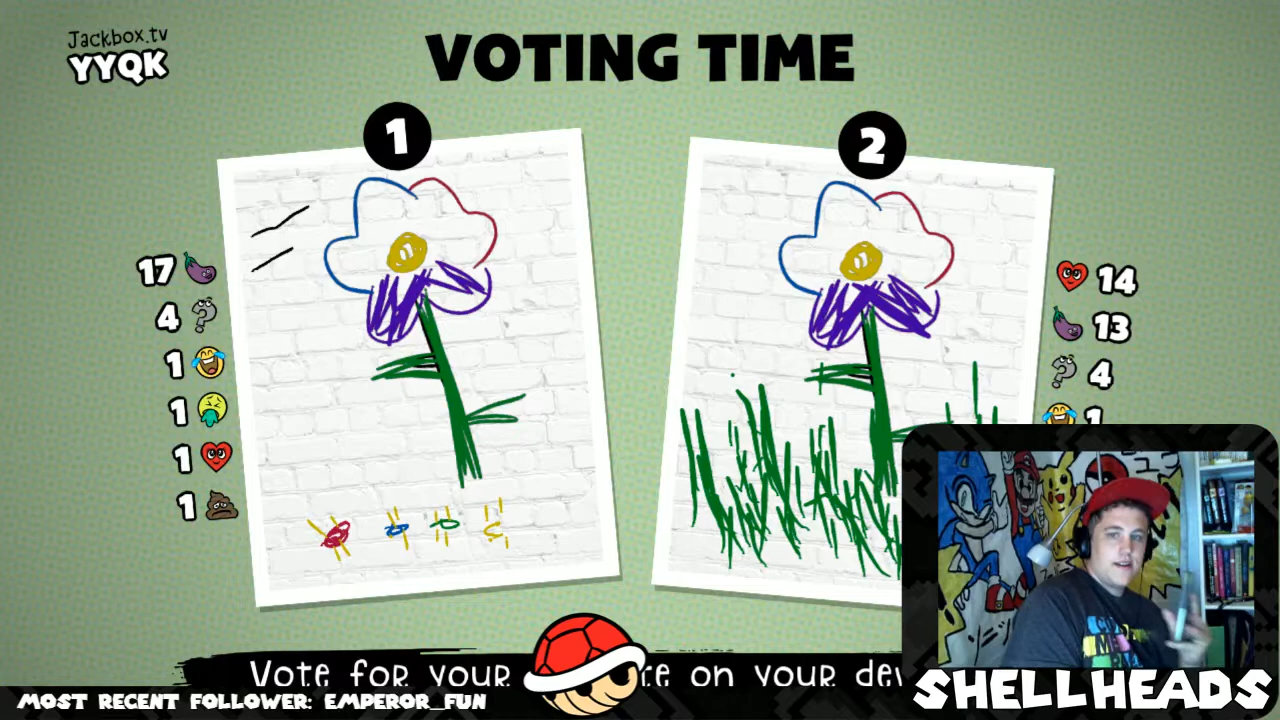 Jackbox.tv
YYQK
VOTING TIME
1
2
17
4
1
1
1
1
14
13
4
1
Vote for your
on your
MOST RECENT FOLLOWER: EMPEROR_FUN
SHELLHEADS